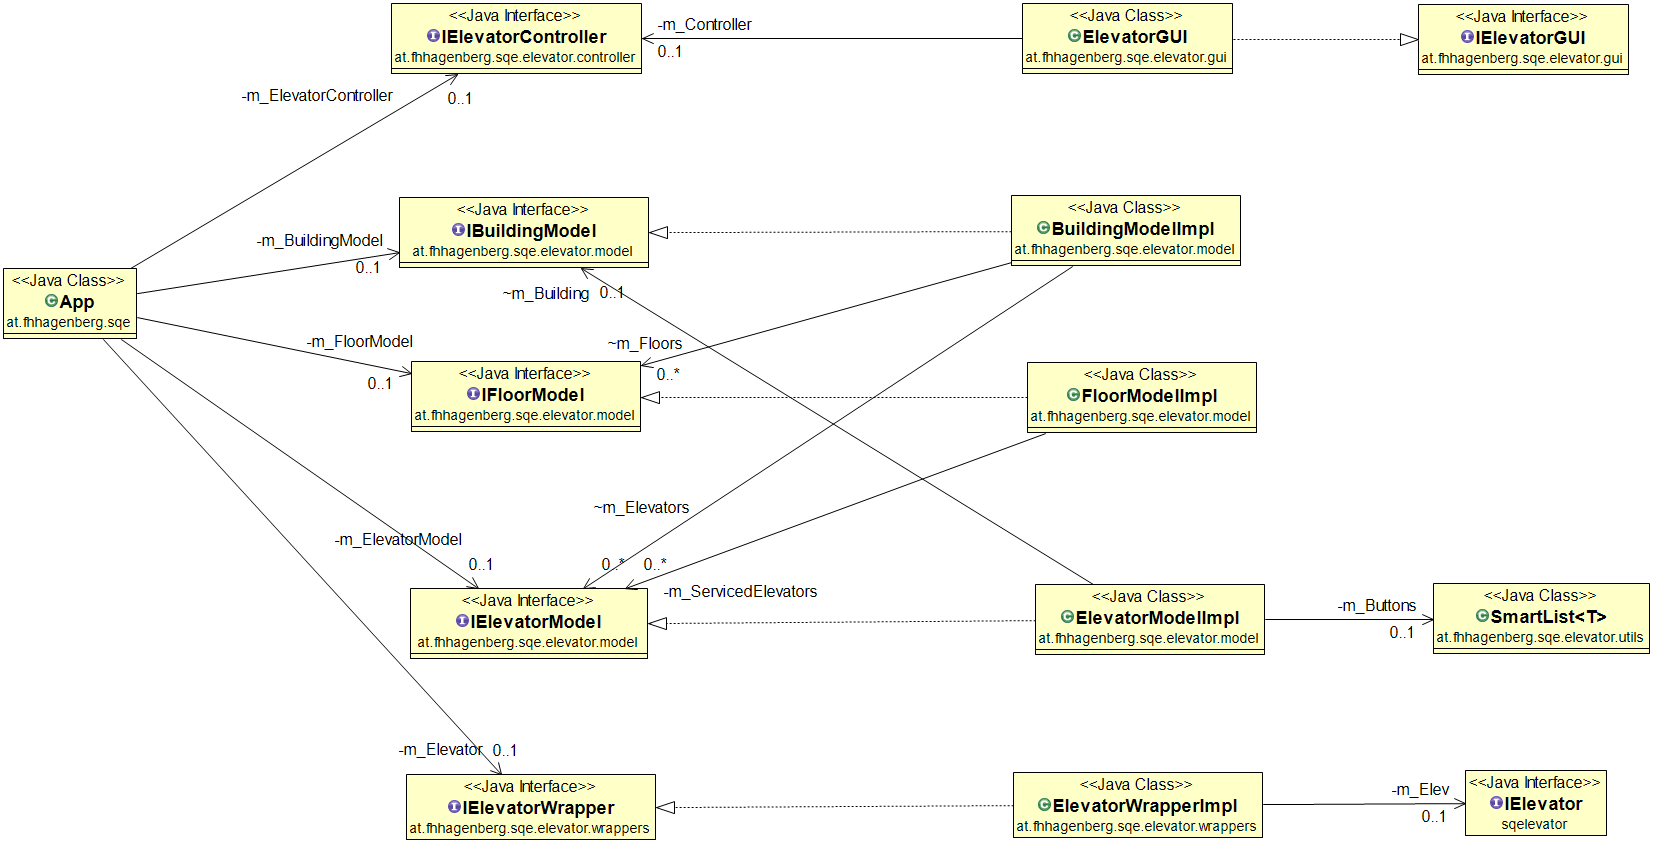 <<Java Interface>>
IElevatorController
at.fhhagenberg.sqe.elevator.controller
-m_Controller
0..1
<<Java Class>>
ElevatorGUI
at.fhhagenberg.sqe.elevator.gui
<<Java Interface>>
IElevatorGUI
at.fhhagenberg.sqe.elevator.gui
-m_ElevatorController
0..1
<<Java Interface>>
IBuildingModel
at.fhhagenberg.sqe.elevator.model
<<Java Class>>
BuildingModelImpl
at.fhhagenberg.sqe.elevator.model
-m_BuildingModel
0..1
<<Java Class>>
App
at.fhhagenberg.sqe
~m_Building
0..1
-m_FloorModel
0..1
~m_Floors
0..*
<<Java Interface>>
IFloorModel
at.fhhagenberg.sqe.elevator.model
<<Java Class>>
FloorModelImpl
at.fhhagenberg.sqe.elevator.model
~m_Elevators
0..*
0..*
-m_ElevatorModel
0..1
-m_ServicedElevators
<<Java Interface>>
IElevatorModel
at.fhhagenberg.sqe.elevator.model
<<Java Class>>
ElevatorModelImpl
at.fhhagenberg.sqe.elevator.model
-m_Buttons
0..1
<<Java Class>>
SmartList<T>
at.fhhagenberg.sqe.elevator.utils
-m_Elevator
0..1
<<Java Interface>>
IElevatorWrapper
at.fhhagenberg.sqe.elevator.wrappers
<<Java Class>>
ElevatorWrapperImpl
at.fhhagenberg.sqe.elevator.wrappers
-m_Elev
0..1
<<Java Interface>>
IElevator
sqelevator